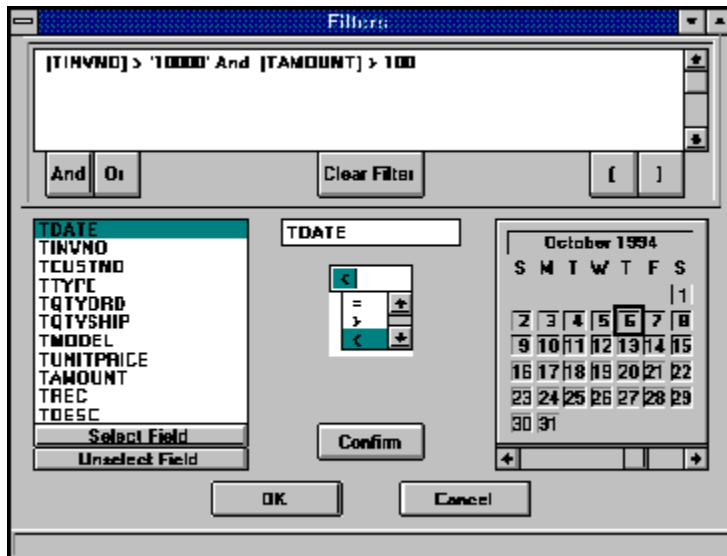 Filters
[TINVNO] > '10000' And [TAMOUNT] > 100
And Or Clear Filter ( )
TDATE
TINVNO
TCUSTNO
TTYPE
TQTYORD
TQTYSHIP
TMODEL
TUNITPRICE
TAMOUNT
TREC
TDESC
Select Field
Unselect Field
TDATE
<
=
>
<
Confirm
October 1994
S M T W T F S
1
2 3 4 5 6 7 8
9 10 11 12 13 14 15
16 17 18 19 20 21 22
23 24 25 26 27 28 29
30 31
OK Cancel